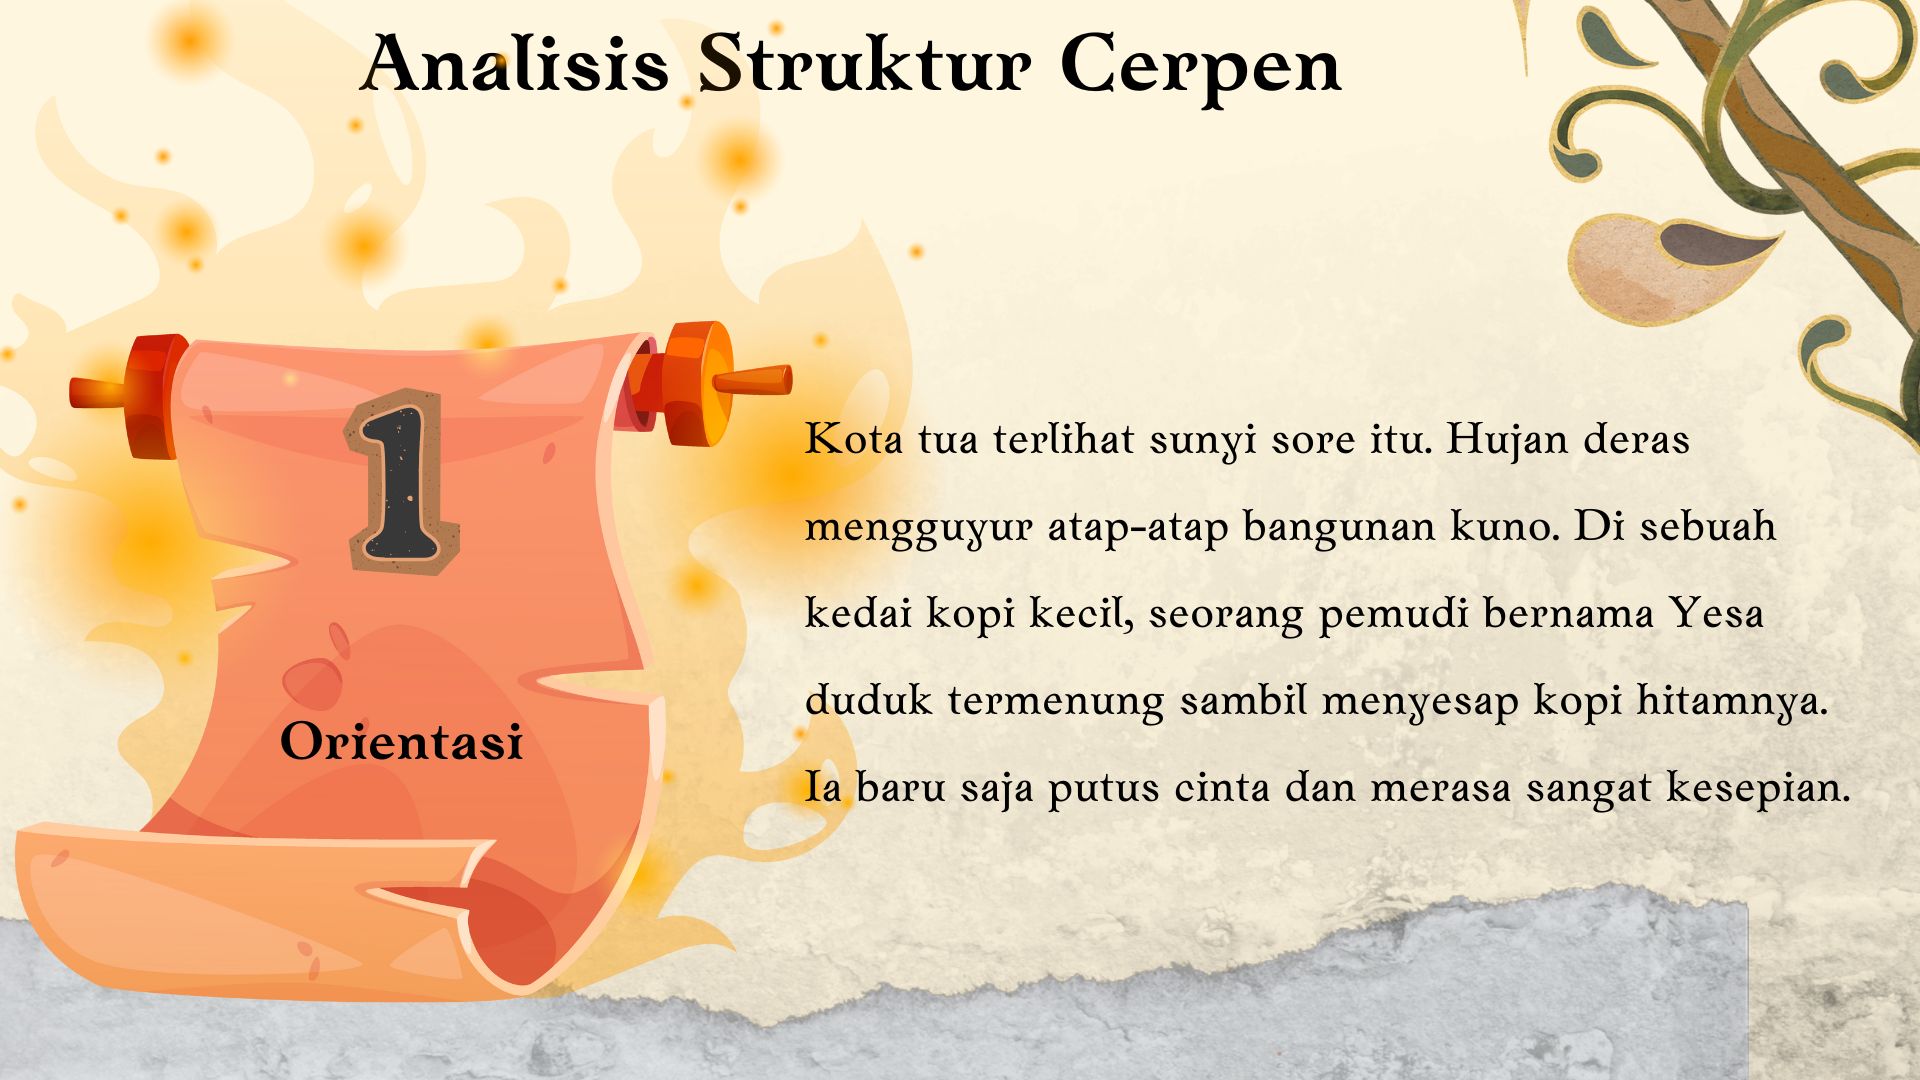 Analisis Struktur Cerpen
1
Orientasi
Kota tua terlihat sunyi sore itu. Hujan deras
mengguyur atap-atap bangunan kuno. Di sebuah
kedai kopi kecil, seorang pemudi bernama Yesa
duduk termenung sambil menyesap kopi hitamnya.
Ia baru saja putus cinta dan merasa sangat kesepian.